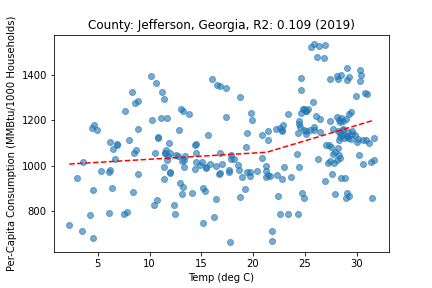 County: Jefferson, Georgia, R2: 0.109 (2019)
Per-Capita Consumption (MMBtu/1000 Households)
1400
1200
1000
800
5 10 15 20 25 30
Temp (deg C)